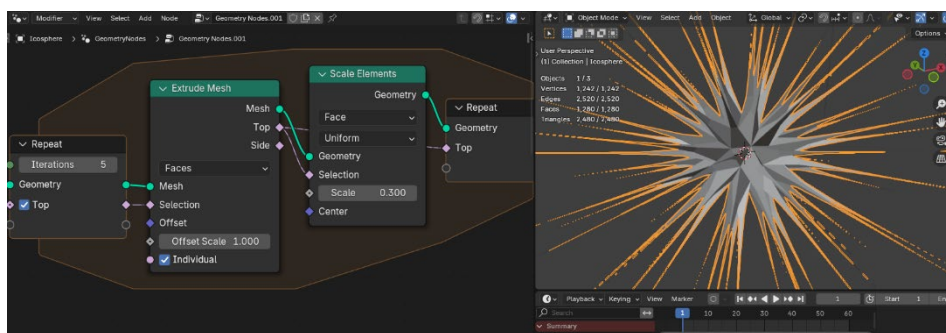 Modifier
View
Select
Add
Node
Geometry Nodes.001
Icosphere > GeometryNodes > Geometry Nodes.001
Repeat
Iterations 5
Geometry
Top
Extrude Mesh
Mesh
Top
Side
Faces
Mesh
Selection
Offset
Offset Scale 1.000
Individual
Scale Elements
Geometry
Face
Uniform
Geometry
Selection
Scale 0.300
Center
Repeat
Geometry
Top
Object Mode
View
Select
Add
Object
Global
Options
User Perspective
(1) Collection | Icosphere
Objects 1/3
Vertices 1,242/1,242
Edges 2,520/2,520
Faces 1,280/1,280
Triangles 2,480/2,480
Z
Playback
Keying
View
Marker
1
Start 1
En
Search
1 10 20 30 40 50 60
Summary